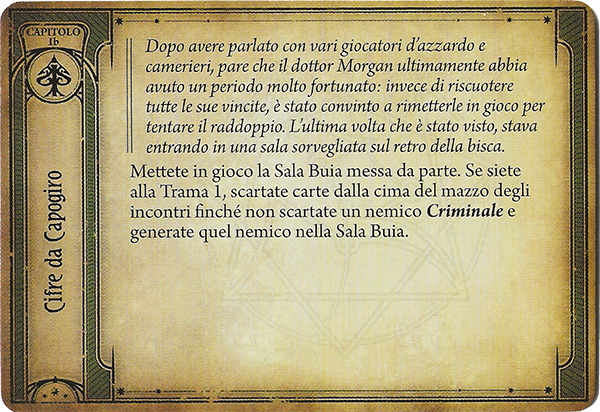 CAPITOLO
1b
Cifre da Capogiro
Dopo avere parlato con vari giocatori d'azzardo e
camerieri, pare che il dottor Morgan ultimamente abbia
avuto un periodo molto fortunato: invece di riscuotere
tutte le sue vincite, è stato convinto a rimetterle in gioco per
tentare il raddoppio. L'ultima volta che è stato visto, stava
entrando in una sala sorvegliata sul retro della bisca.
Mettete in gioco la Sala Buia messa da parte. Se siete
alla Trama 1, scartate carte dalla cima del mazzo degli
incontri finché non scartate un nemico Criminale e
generate quel nemico nella Sala Buia.